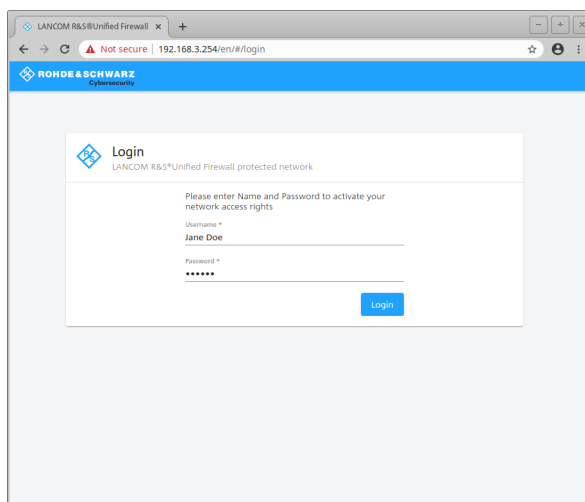 LANCOM R&S®Unified Firewall
Not secure | 192.168.3.254/en/#/login
ROHDE&SCHWARZ
Cybersecurity
R&S
Login
LANCOM R&S®Unified Firewall protected network
Please enter Name and Password to activate your
network access rights
Username *
Jane Doe
Password *
••••••
Login